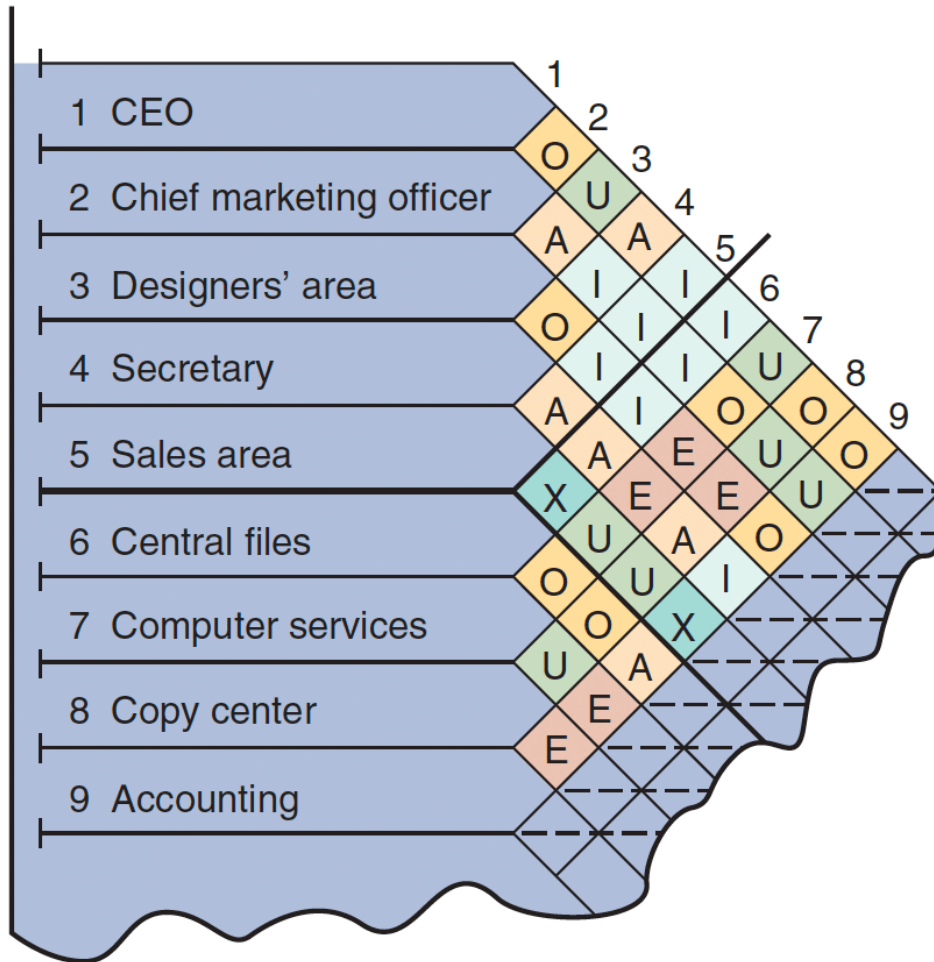 1
1 CEO 2
O 3
2 Chief marketing officer U 4
A A 5
3 Designers’ area I I 6
O I I 7
4 Secretary I I U 8
A I O O 9
5 Sales area A E U O
X E E U
6 Central files U A O
O U I
7 Computer services O X
U A
8 Copy center E
E
9 Accounting